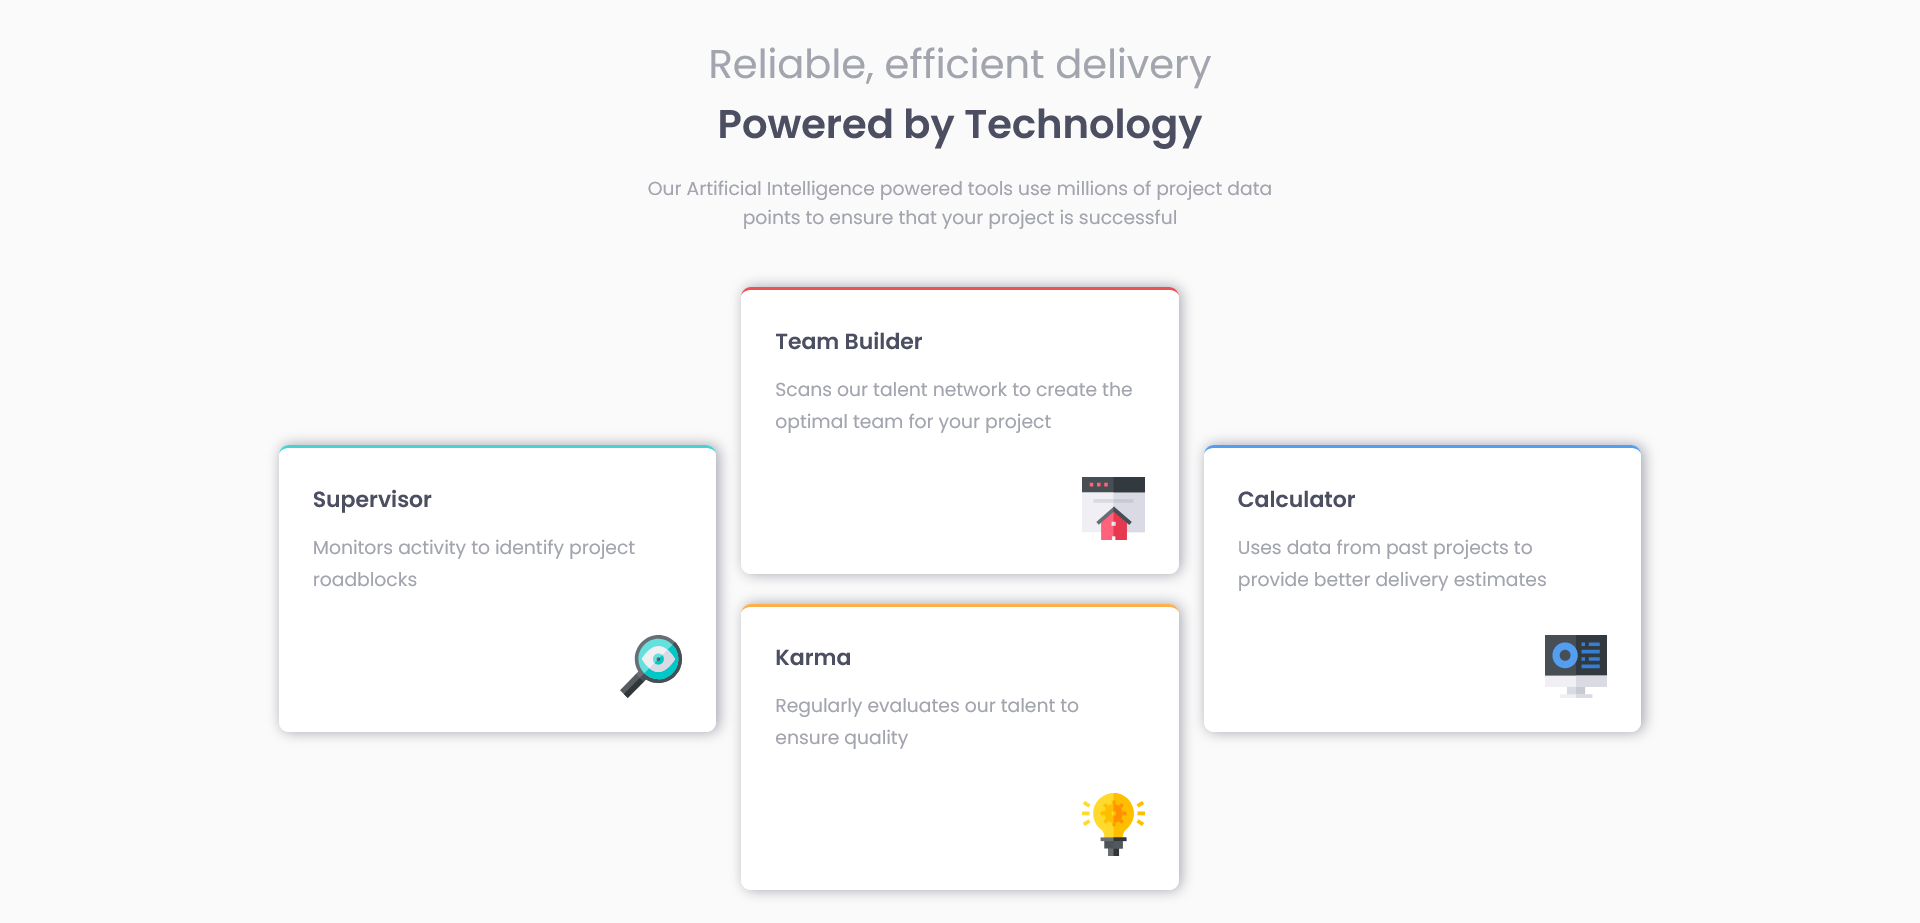 Reliable, efficient delivery
Powered by Technology
Our Artificial Intelligence powered tools use millions of project data
points to ensure that your project is successful
Team Builder
Scans our talent network to create the
optimal team for your project
Supervisor
Monitors activity to identify project
roadblocks
Calculator
Uses data from past projects to
provide better delivery estimates
Karma
Regularly evaluates our talent to
ensure quality